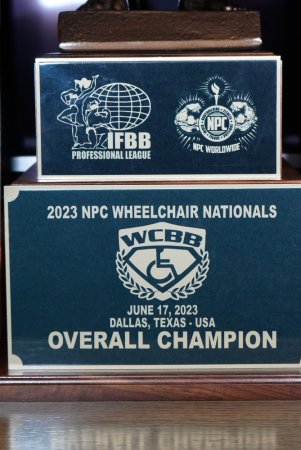 IFBB
PROFESSIONAL LEAGUE
NPC
NPC WORLDWIDE
2023 NPC WHEELCHAIR NATIONALS
WCBB
JUNE 17, 2023
DALLAS, TEXAS - USA
OVERALL CHAMPION